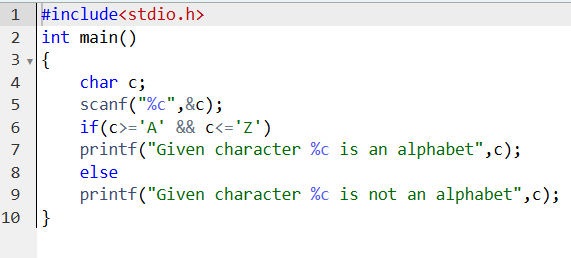 1 #include<stdio.h>
2 int main()
3 {
4     char c;
5     scanf("%c",&c);
6     if(c>='A' && c<='Z')
7     printf("Given character %c is an alphabet",c);
8     else
9     printf("Given character %c is not an alphabet",c);
10 }